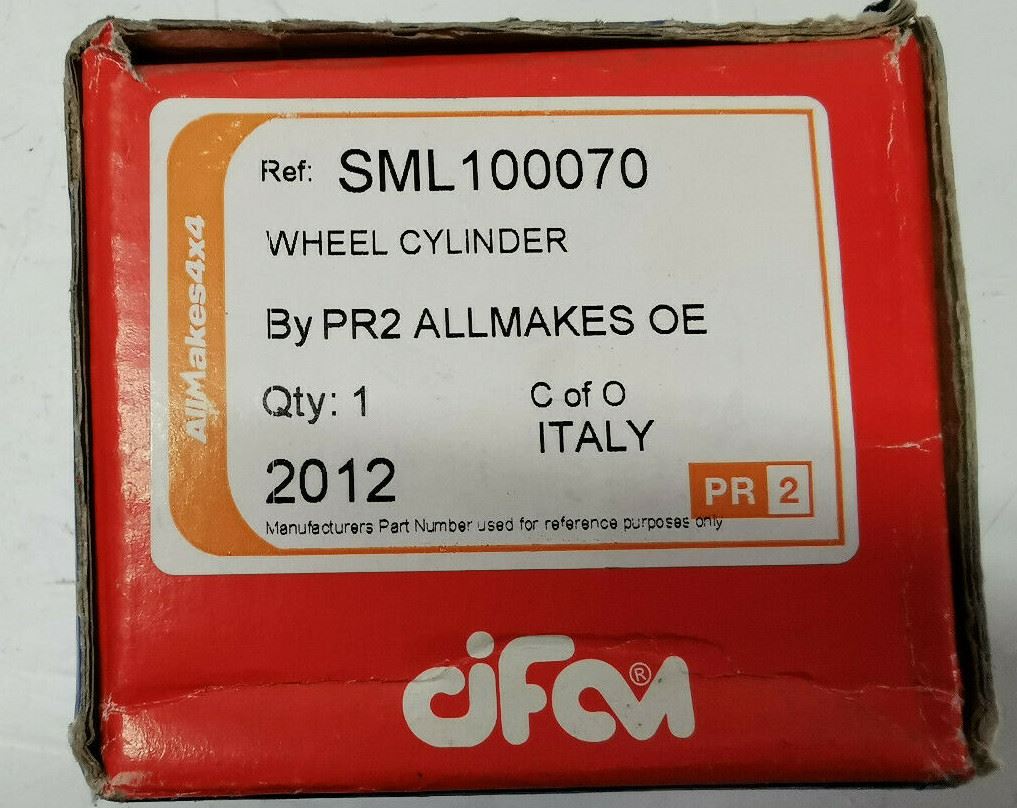 AllMakes4x4
Ref: SML100070
WHEEL CYLINDER
By PR2 ALLMAKES OE
Qty: 1
C of O
ITALY
2012
PR 2
Manufacturers Part Number used for reference purposes only
CIFAM®